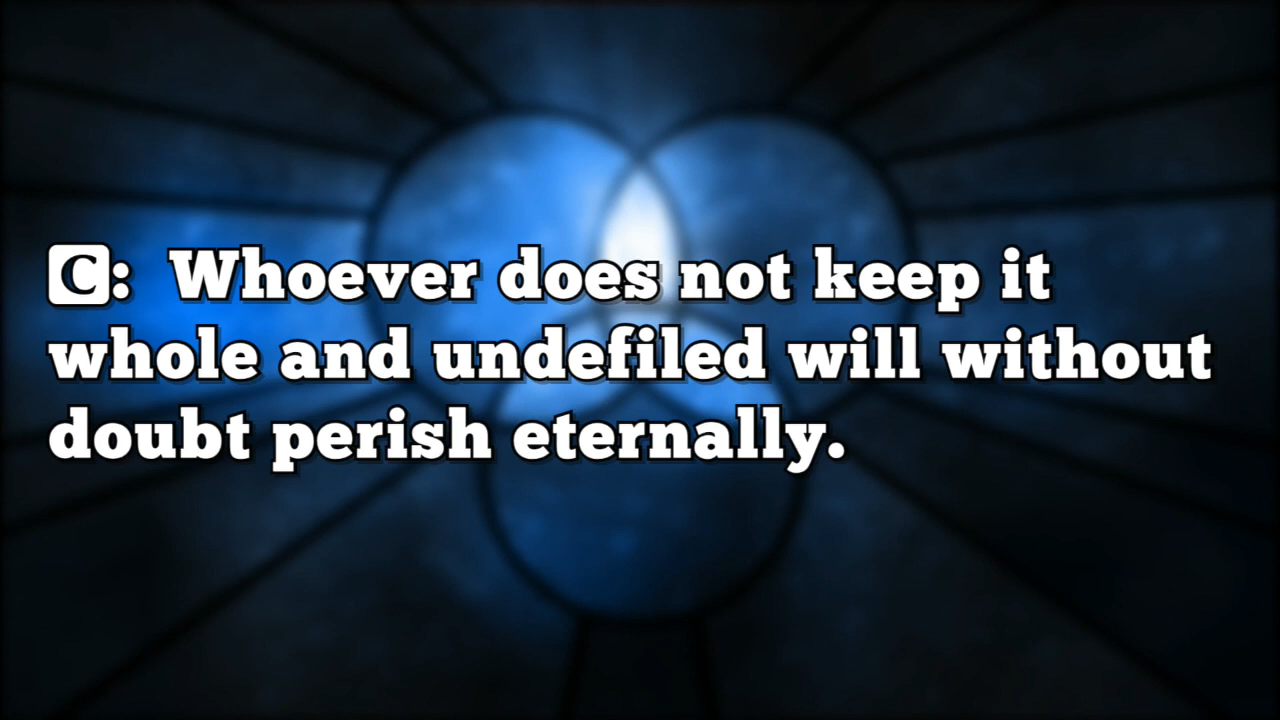 C: Whoever does not keep it
whole and undefiled will without
doubt perish eternally.